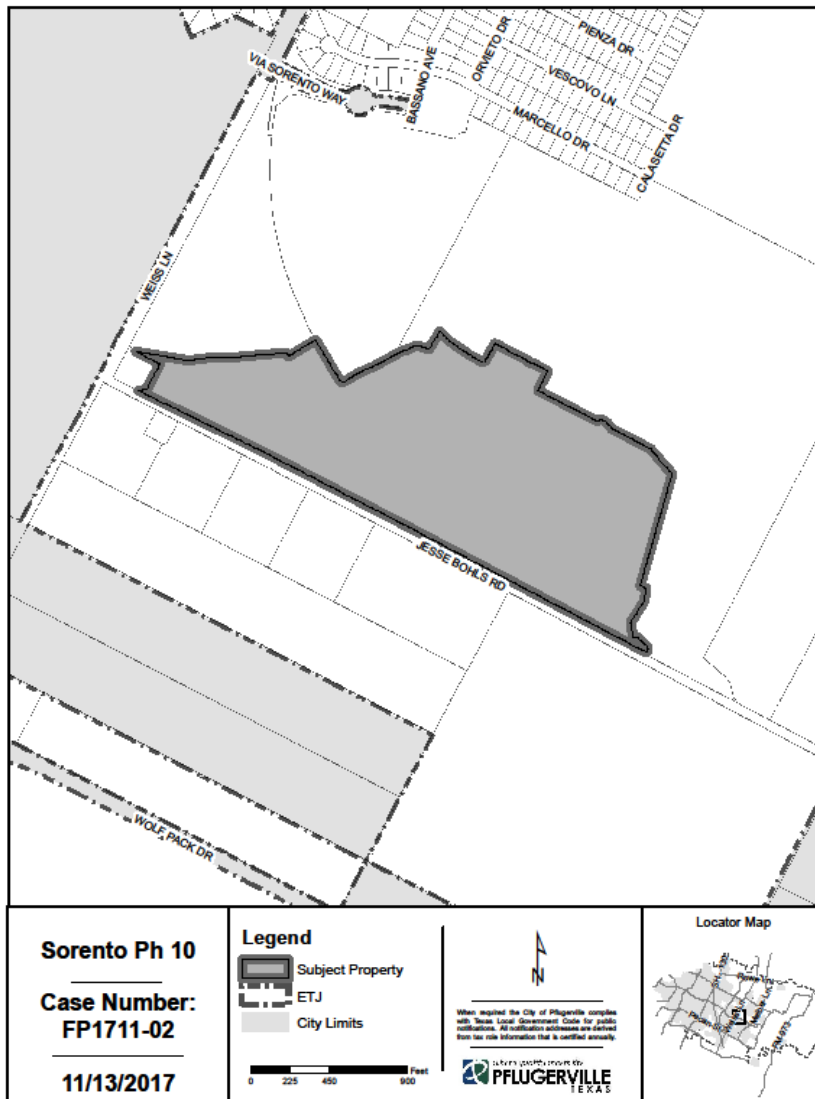 PIENZA DR
ORVIETO DR
VESCOVO LN
BASSANO AVE
VIA SORENTO WAY
MARCELLO DR
CALASETTA DR
WEISS LN
JESSE BOHLS RD
WOLF PACK DR
Sorento Ph 10
Case Number:
FP1711-02
11/13/2017
Legend
Subject Property
ETJ
City Limits
Feet
0 225 450 900
N
When required the City of Pflugerville complies
with Texas Local Government Code for public
notifications. All notification addresses are derived
from tax role information that is certified annually.
PFLUGERVILLE
TEXAS
Locator Map